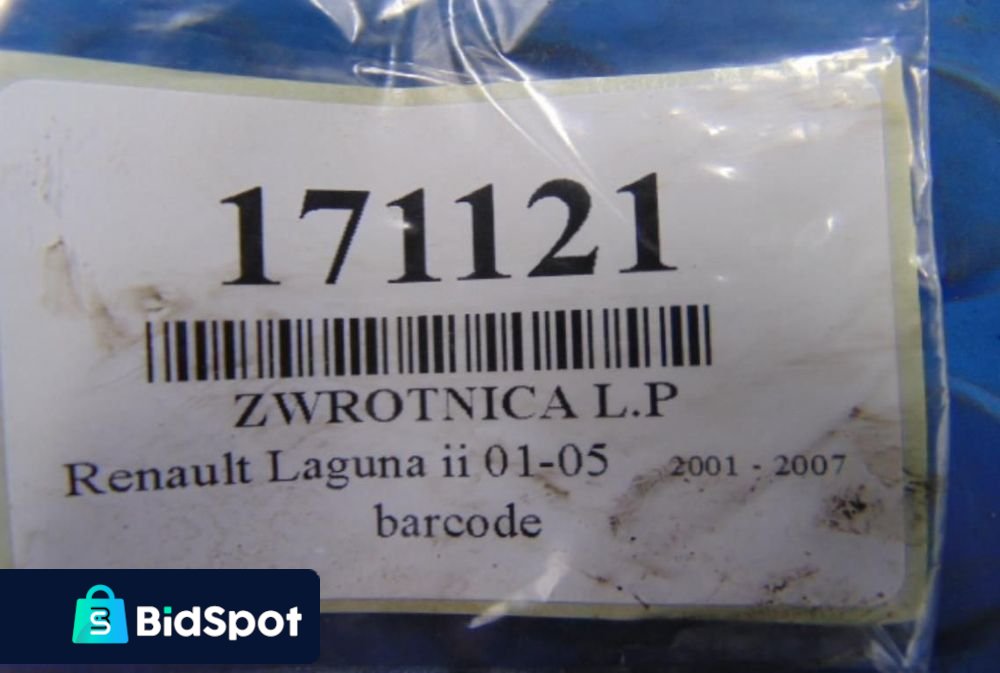 171121
ZWROTNICA L.P
Renault Laguna ii 01-05 2001 - 2007
barcode
BidSpot